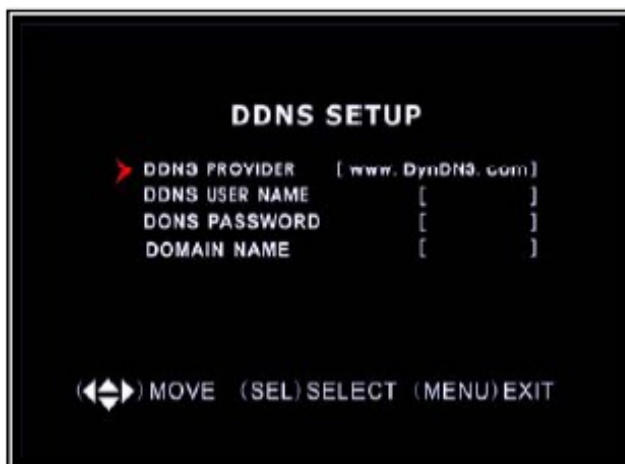 DDNS SETUP
DDNS PROVIDER [ www. DynDNS. com]
DDNS USER NAME [ ]
DDNS PASSWORD [ ]
DOMAIN NAME [ ]
( ) MOVE (SEL) SELECT (MENU) EXIT